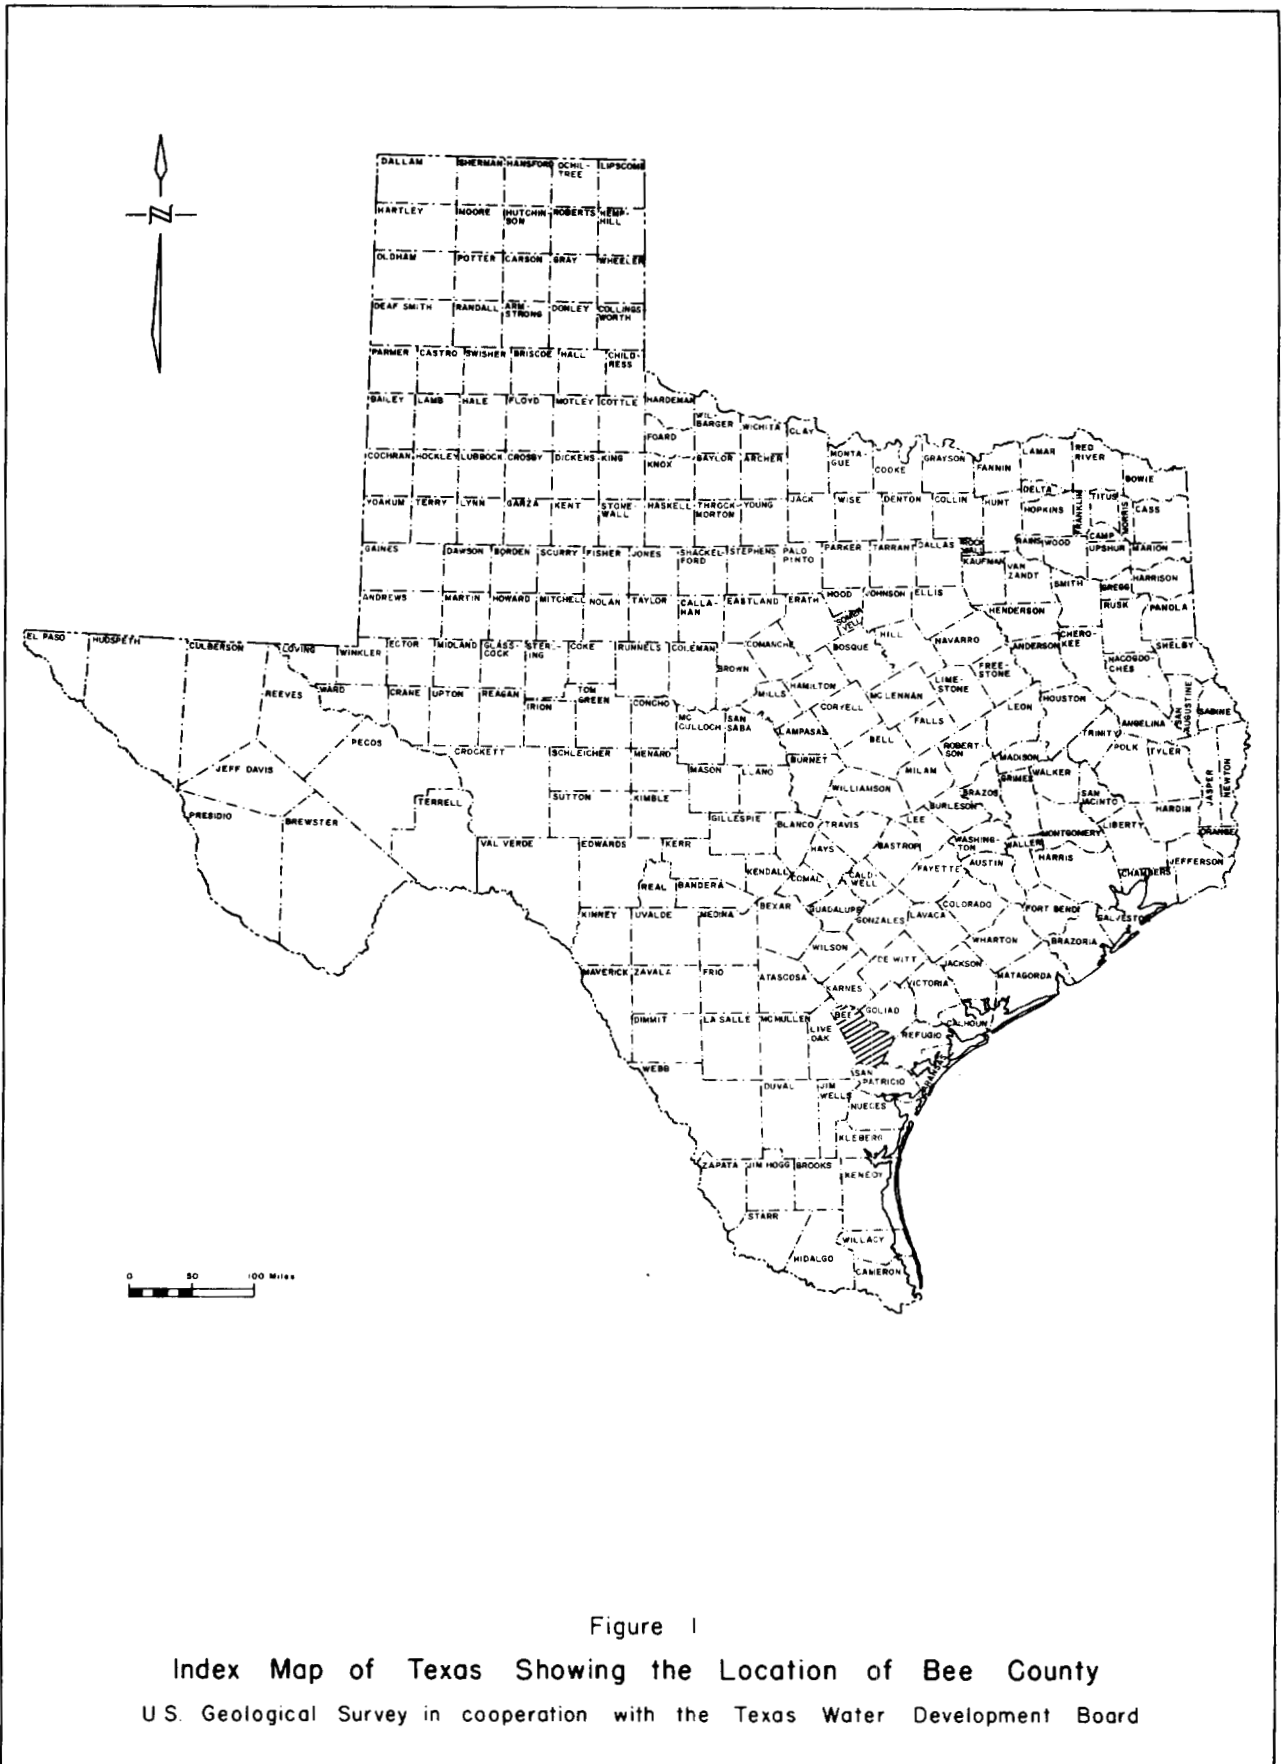 DALLAM SHERMAN HANSFORD OCHIL- LIPSCOMB
TREE
HARTLEY MOORE HUTCHIN- ROBERTS HEMP-
SON HILL
OLDHAM POTTER CARSON GRAY WHEELER
DEAF SMITH RANDALL ARM- DONLEY COLLINGS
STRONG WORTH
PARMER CASTRO SWISHER BRISCOE HALL CHILD-
RESS
BAILEY LAMB HALE FLOYD MOTLEY COTTLE HARDEMAN
WIL-
BARGER WICHITA CLAY
FOARD
MONTA-
GUE COOKE GRAYSON FANNIN LAMAR RED
RIVER
BOWIE
COCHRAN HOCKLEY LUBBOCK CROSBY DICKENS KING KNOX BAYLOR ARCHER
YOAKUM TERRY LYNN GARZA KENT STONE- HASKELL THROCK- YOUNG JACK WISE DENTON COLLIN HUNT
WALL MORTON
DELTA HOPKINS FRANKLIN TITUS MORRIS CASS
CAMP
GAINES DAWSON BORDEN SCURRY FISHER JONES SHACKEL- STEPHENS PALO PARKER TARRANT DALLAS ROCK RAINS WOOD UPSHUR MARION
FORD PINTO WALL
KAUFMAN VAN
ZANDT SMITH GREGG HARRISON
ANDREWS MARTIN HOWARD MITCHELL NOLAN TAYLOR CALLA- EASTLAND ERATH HOOD JOHNSON ELLIS
HAN
HENDERSON RUSK PANOLA
SOMER
VELL
EL PASO HUDSPETH CULBERSON LOVING WINKLER ECTOR MIDLAND GLASS- STER- COKE RUNNELS COLEMAN
COCK ING
BROWN COMANCHE BOSQUE HILL NAVARRO ANDERSON CHERO-
KEE
SHELBY
NACOGDO-
CHES
REEVES WARD CRANE UPTON REAGAN IRION TOM
GREEN
CONCHO
MILLS HAMILTON CORYELL MC LENNAN LIME-
STONE
FREE-
STONE
LEON HOUSTON SAN
AUGUSTINE
SABINE
MC
CULLOCH
SAN
SABA
LAMPASAS BELL FALLS ROBERT-
SON
TRINITY ANGELINA
POLK TYLER
PECOS CROCKETT SCHLEICHER MENARD
JEFF DAVIS
MASON LLANO BURNET MILAM MADISON
GRIMES WALKER
JASPER NEWTON
TERRELL SUTTON KIMBLE WILLIAMSON BRAZOS SAN
JACINTO
HARDIN
BURLESON
PRESIDIO BREWSTER GILLESPIE BLANCO TRAVIS LEE
MONTGOMERY LIBERTY ORANGE
VAL VERDE EDWARDS KERR HAYS BASTROP WASHING-
TON
WALLER
HARRIS
AUSTIN
JEFFERSON
CHAMBERS
REAL BANDERA KENDALL COMAL CALD-
WELL
FAYETTE
KINNEY UVALDE MEDINA BEXAR GUADALUPE GONZALES LAVACA COLORADO FORT BEND GALVESTON
WILSON WHARTON BRAZORIA
DE WITT JACKSON
MAVERICK ZAVALA FRIO ATASCOSA KARNES VICTORIA MATAGORDA
DIMMIT LA SALLE MC MULLEN LIVE
OAK
BEE GOLIAD CALHOUN
REFUGIO
ARANSAS
WEBB DUVAL JIM
WELLS
SAN
PATRICIO
NUECES
KLEBERG
ZAPATA JIM HOGG BROOKS KENEDY
STARR
WILLACY
HIDALGO
CAMERON
N
0 50 100 Miles
Figure 1
Index Map of Texas Showing the Location of Bee County
U.S. Geological Survey in cooperation with the Texas Water Development Board